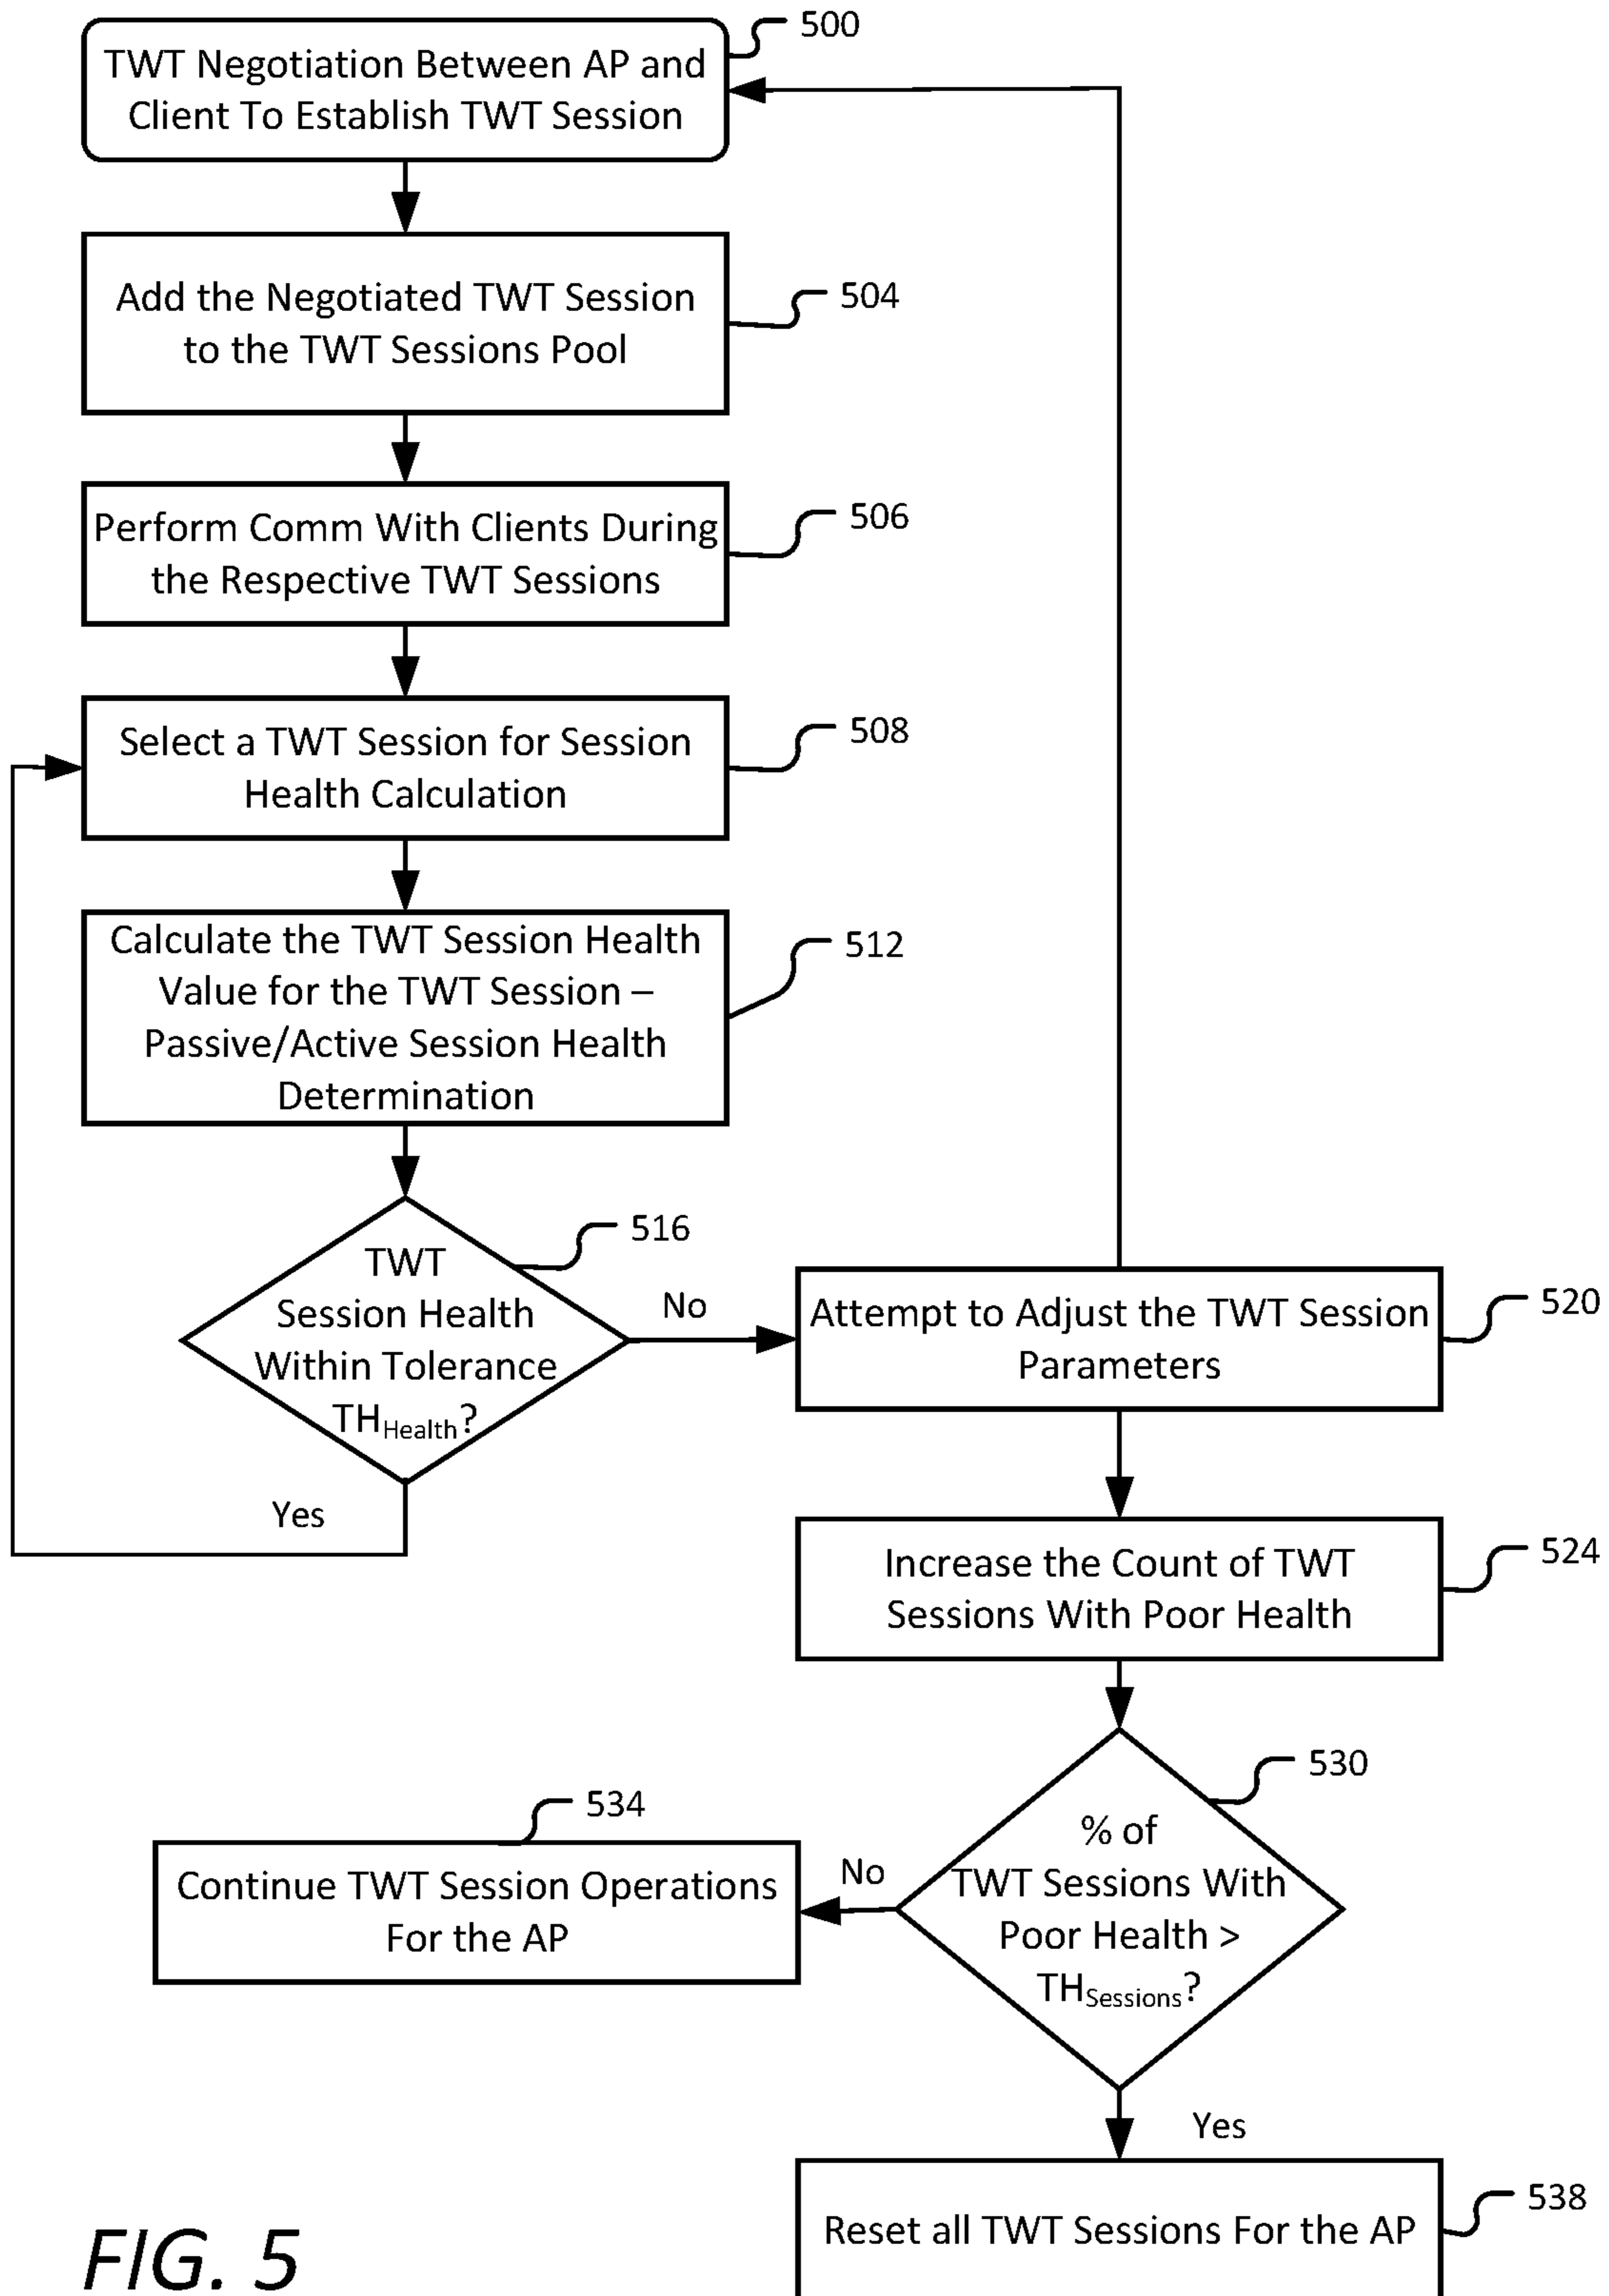 500
TWT Negotiation Between AP and
Client To Establish TWT Session
Add the Negotiated TWT Session
to the TWT Sessions Pool
504
Perform Comm With Clients During
the Respective TWT Sessions
506
Select a TWT Session for Session
Health Calculation
508
Calculate the TWT Session Health
Value for the TWT Session –
Passive/Active Session Health
Determination
512
TWT
Session Health
Within Tolerance
TH_Health?
516
No
Yes
Attempt to Adjust the TWT Session
Parameters
520
Increase the Count of TWT
Sessions With Poor Health
524
% of
TWT Sessions With
Poor Health >
TH_Sessions?
530
No
534
Continue TWT Session Operations
For the AP
Yes
Reset all TWT Sessions For the AP
538
FIG. 5